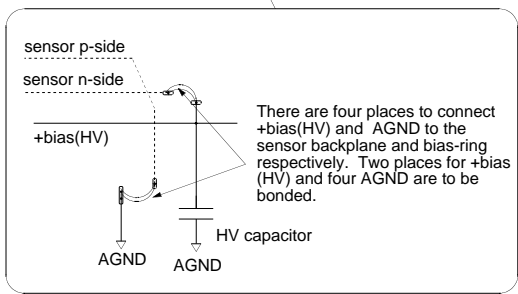 sensor p-side
sensor n-side
+bias(HV)
There are four places to connect
+bias(HV) and AGND to the
sensor backplane and bias-ring
respectively. Two places for +bias
(HV) and four AGND are to be
bonded.
HV capacitor
AGND
AGND